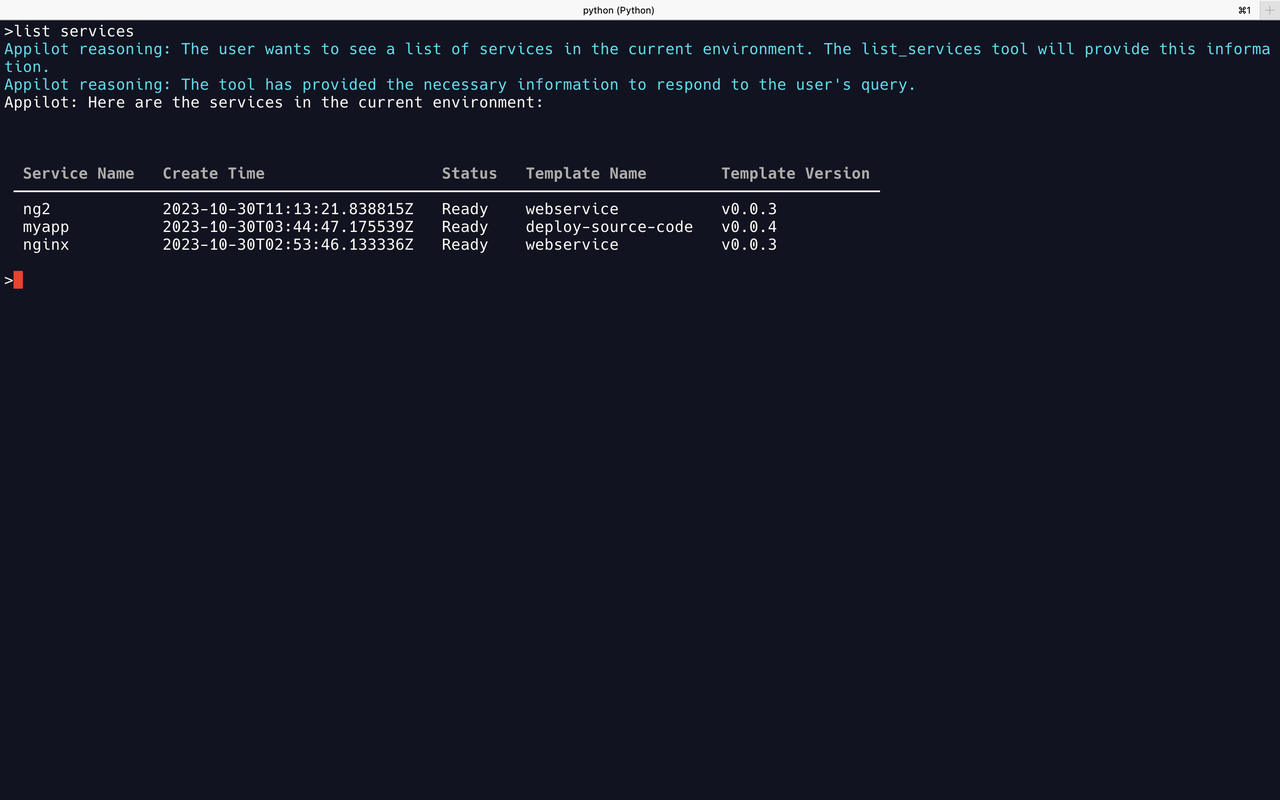 python (Python)
⌘1
+
>list services
Appilot reasoning: The user wants to see a list of services in the current environment. The list_services tool will provide this informa
tion.
Appilot reasoning: The tool has provided the necessary information to respond to the user's query.
Appilot: Here are the services in the current environment:
Service Name Create Time Status Template Name Template Version
ng2 2023-10-30T11:13:21.838815Z Ready webservice v0.0.3
myapp 2023-10-30T03:44:47.175539Z Ready deploy-source-code v0.0.4
nginx 2023-10-30T02:53:46.133336Z Ready webservice v0.0.3
>